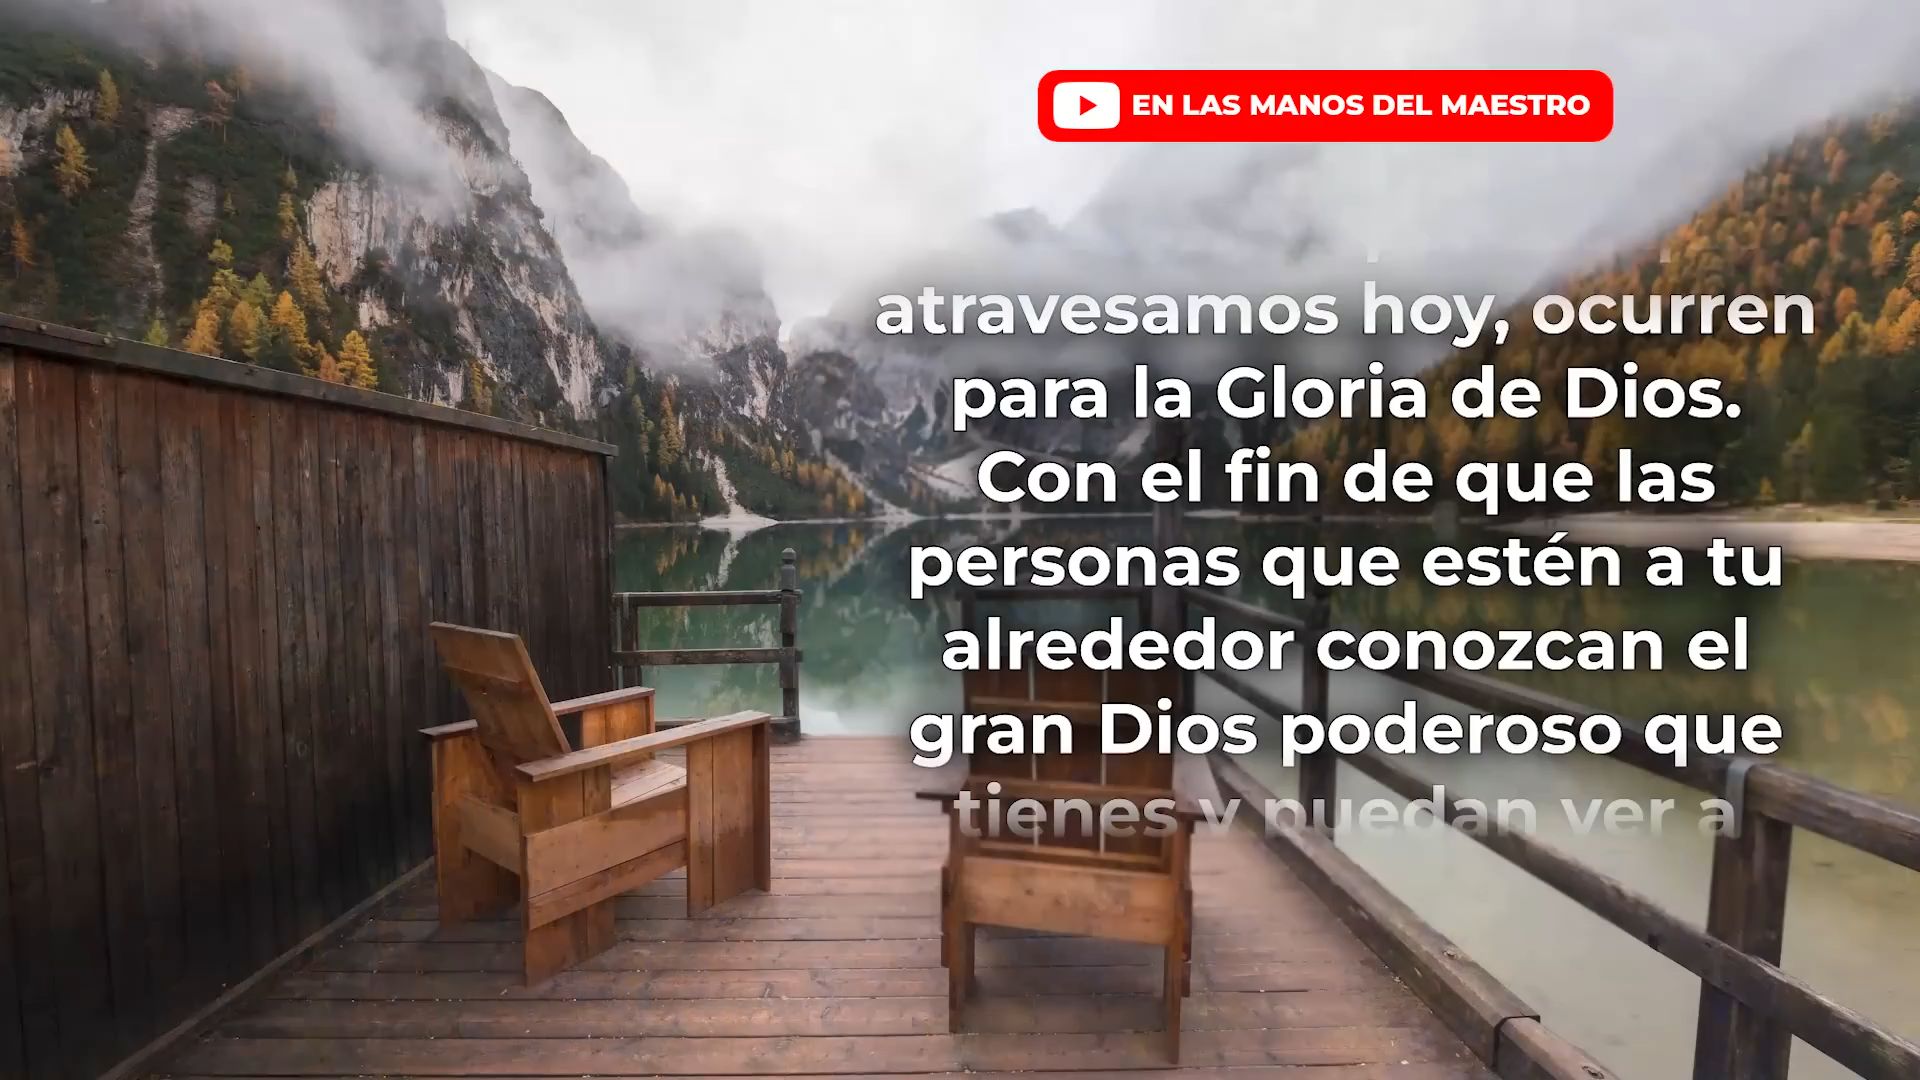 EN LAS MANOS DEL MAESTRO
atravesamos hoy, ocurren
para la Gloria de Dios.
Con el fin de que las
personas que estén a tu
alrededor conozcan el
gran Dios poderoso que
tienes y puedan ver a